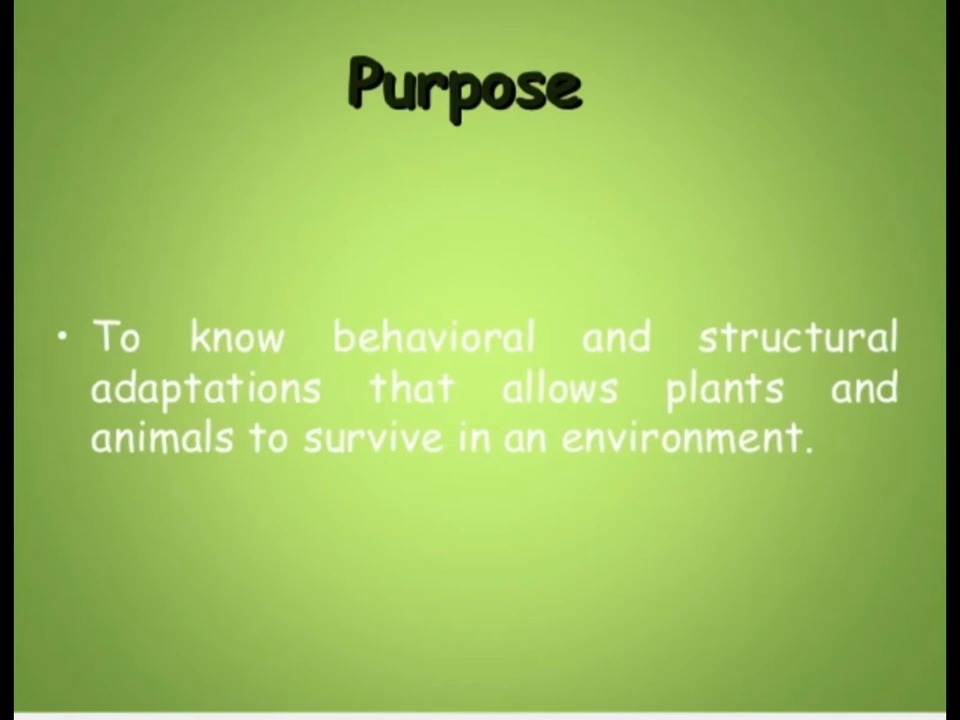 Purpose
• To know behavioral and structural
adaptations that allows plants and
animals to survive in an environment.